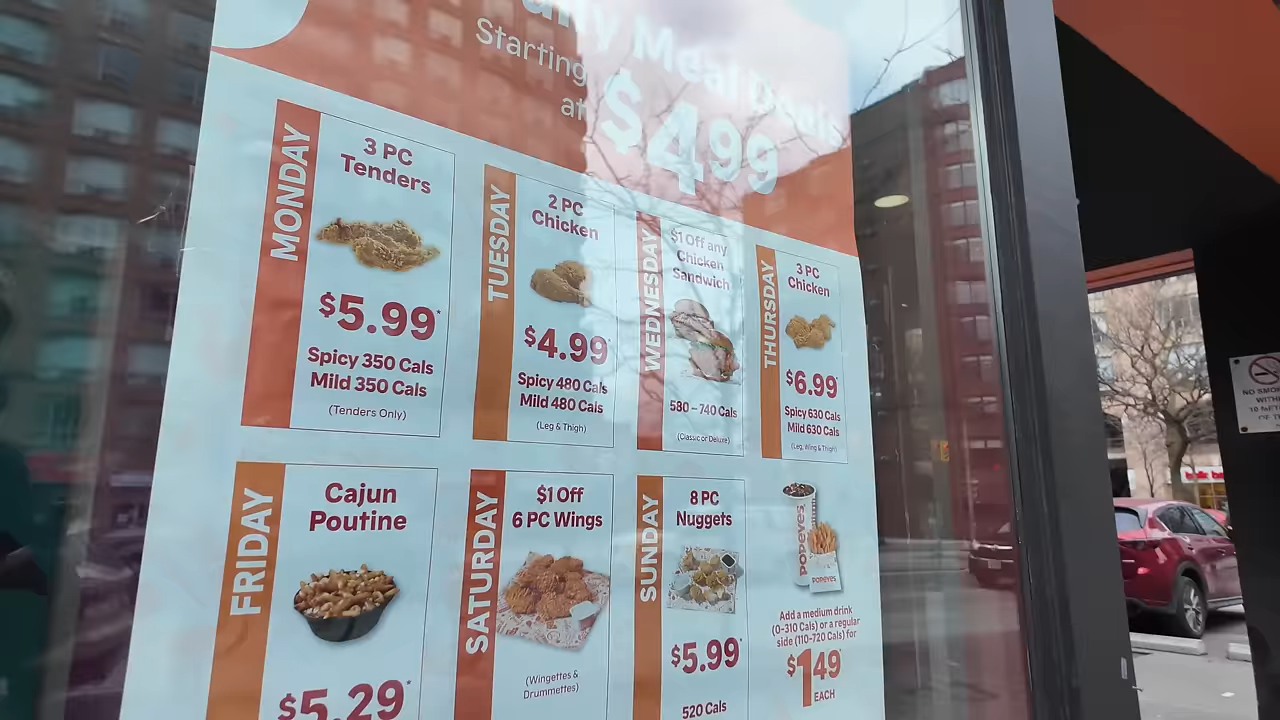 Meal Deals
Starting
at $4.99
MONDAY
3 PC
Tenders
$5.99*
Spicy 350 Cals
Mild 350 Cals
(Tenders Only)
TUESDAY
2 PC
Chicken
$4.99*
Spicy 480 Cals
Mild 480 Cals
(Leg & Thigh)
WEDNESDAY
$1 Off any
Chicken
Sandwich
580 – 740 Cals
(Classic or Deluxe)
THURSDAY
3 PC
Chicken
$6.99*
Spicy 630 Cals
Mild 630 Cals
(Leg, Wing & Thigh)
FRIDAY
Cajun
Poutine
$5.29*
SATURDAY
$1 Off
6 PC Wings
(Wingettes &
Drummettes)
SUNDAY
8 PC
Nuggets
$5.99*
520 Cals
POPEYES
POPEYES
Add a medium drink
(0-310 Cals) or a regular
side (110-720 Cals) for
$1.49*
EACH
NO SMOKING